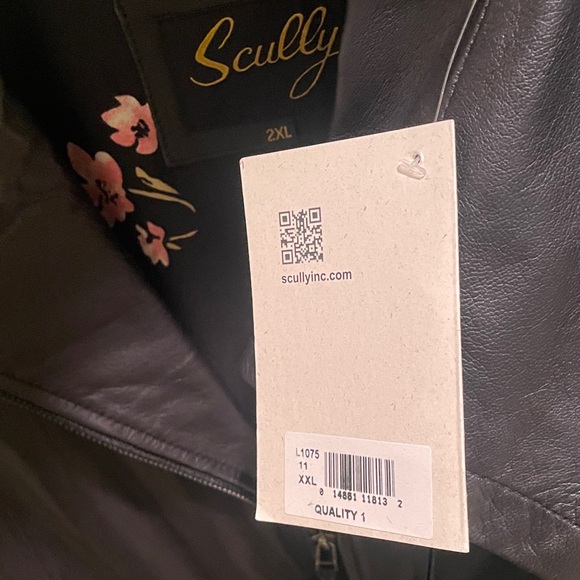 Scully
2XL
scullyinc.com
L1075
11
XXL
0 14881 11813 2
QUALITY 1